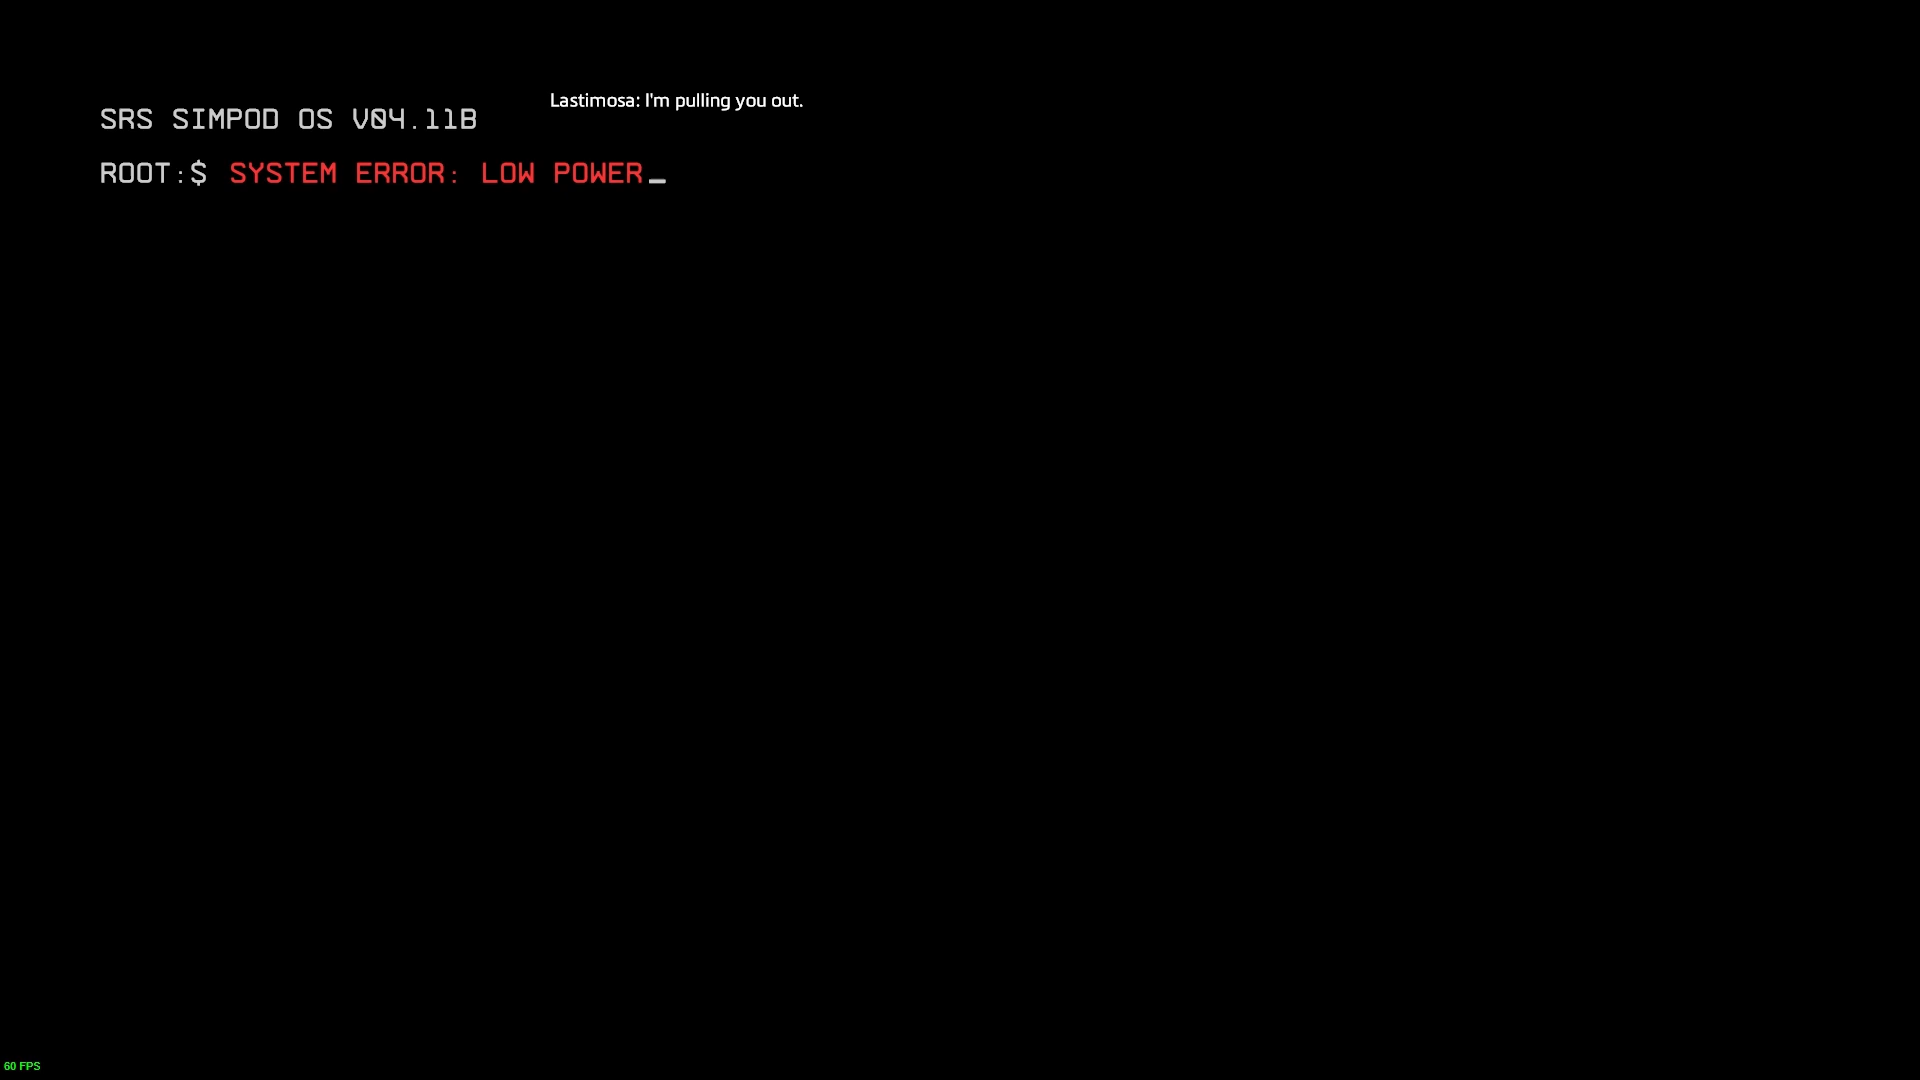 Lastimosa: I'm pulling you out.
SRS SIMPOD OS V04.11B
ROOT:$ SYSTEM ERROR: LOW POWER_
60 FPS